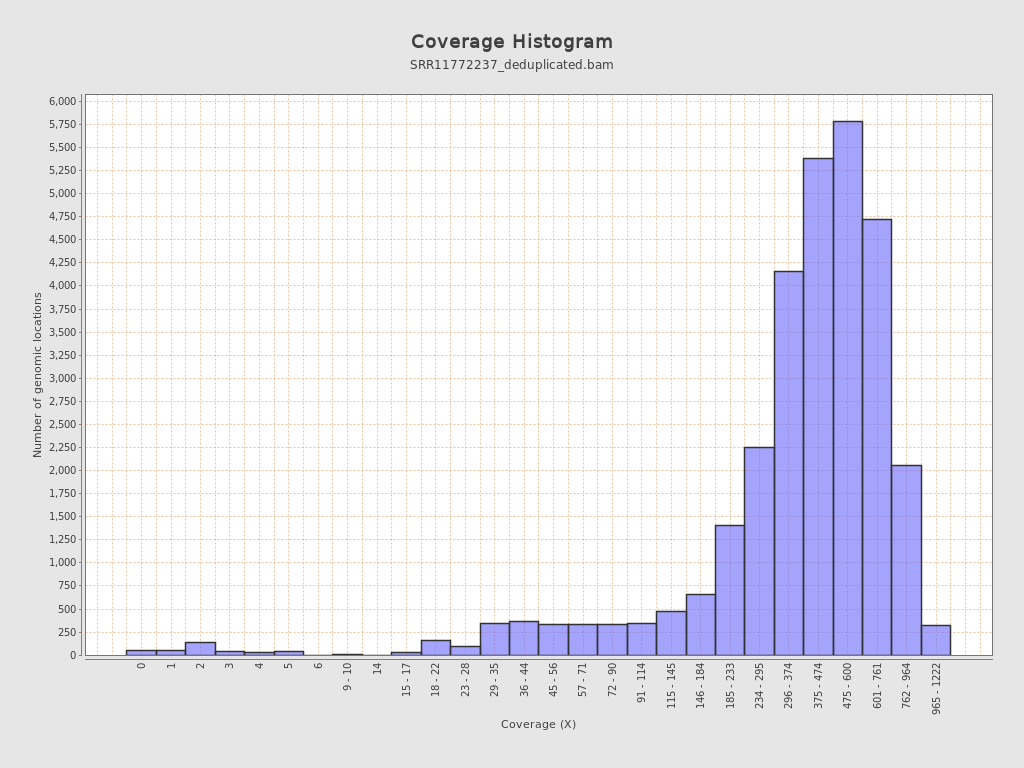 Coverage Histogram
SRR11772237_deduplicated.bam
Number of genomic locations
6,000
5,750
5,500
5,250
5,000
4,750
4,500
4,250
4,000
3,750
3,500
3,250
3,000
2,750
2,500
2,250
2,000
1,750
1,500
1,250
1,000
750
500
250
0
0
1
2
3
4
5
6
9 - 10
14
15 - 17
18 - 22
23 - 28
29 - 35
36 - 44
45 - 56
57 - 71
72 - 90
91 - 114
115 - 145
146 - 184
185 - 233
234 - 295
296 - 374
375 - 474
475 - 600
601 - 761
762 - 964
965 - 1222
Coverage (X)